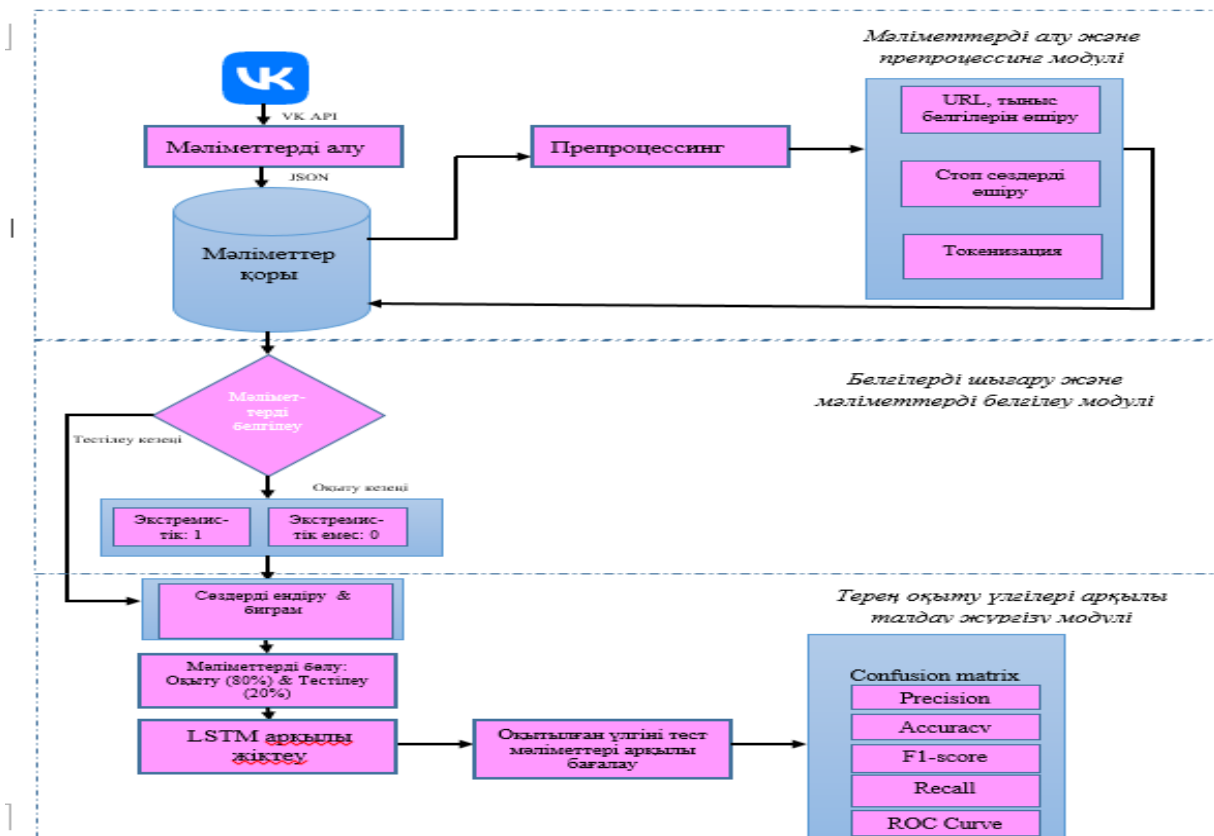 Мәліметтерді алу және
препроцессинг модулі
VK API
Мәліметтерді алу
JSON
Мәліметтер
қоры
Препроцессинг
URL, тыныс
белгілерін өшіру
Стоп сөздерді
өшіру
Токенизация
Белгілерді шығару және
мәліметтерді белгілеу модулі
Мәлімет-
терді
белгілеу
Тестілеу кезеңі
Оқыту кезеңі
Экстремис-
тік: 1
Экстремис-
тік емес: 0
Терең оқыту үлгілері арқылы
талдау жүргізу модулі
Сөздерді ендіру & 
биграм
Мәліметтерді бөлу:
Оқыту (80%) & Тестілеу
(20%)
LSTM арқылы
жіктеу
Оқытылған үлгіні тест
мәліметтері арқылы
бағалау
Confusion matrix
Precision
Accuracy
F1-score
Recall
ROC Curve